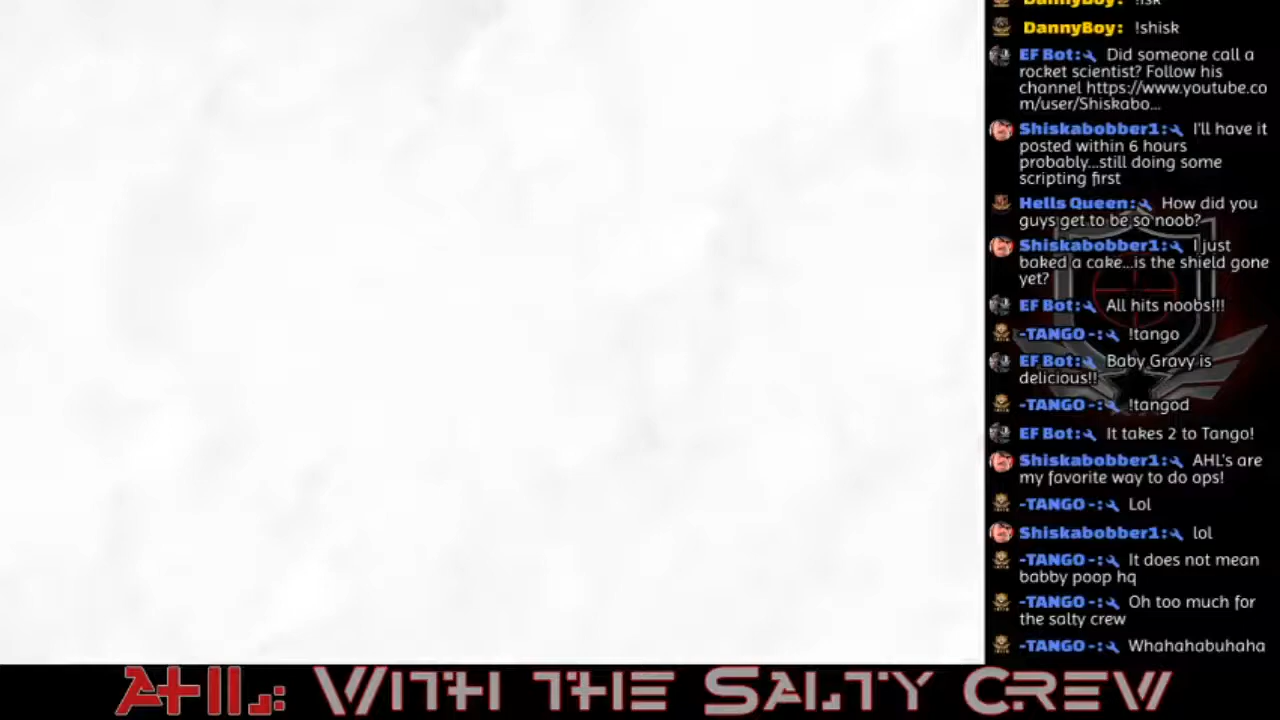 DannyBoy: !isk
DannyBoy: !shisk
EF Bot: Did someone call a
rocket scientist? Follow his
channel https://www.youtube.co
m/user/Shiskabo...
Shiskabobber1: I'll have it
posted within 6 hours
probably...still doing some
scripting first
Hells Queen: How did you
guys get to be so noob?
Shiskabobber1: I just
baked a cake...is the shield gone
yet?
EF Bot: All hits noobs!!!
-TANGO -: !tango
EF Bot: Baby Gravy is
delicious!!
-TANGO -: !tangod
EF Bot: It takes 2 to Tango!
Shiskabobber1: AHL's are
my favorite way to do ops!
-TANGO -: Lol
Shiskabobber1: lol
-TANGO -: It does not mean
babby poop hq
-TANGO -: Oh too much for
the salty crew
-TANGO -: Whahahabuhaha
AHL: With the Salty Crew